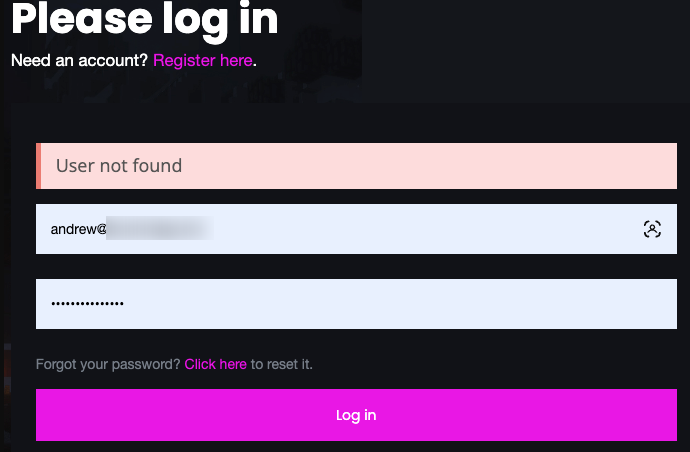 Please log in
Need an account? Register here.
User not found
andrew@
•••••••••••••••
Forgot your password? Click here to reset it.
Log in